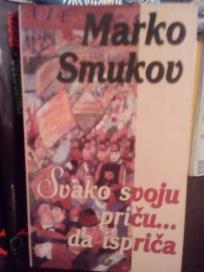 Marko
Smukov
Svako svoju
priču...
da ispriča